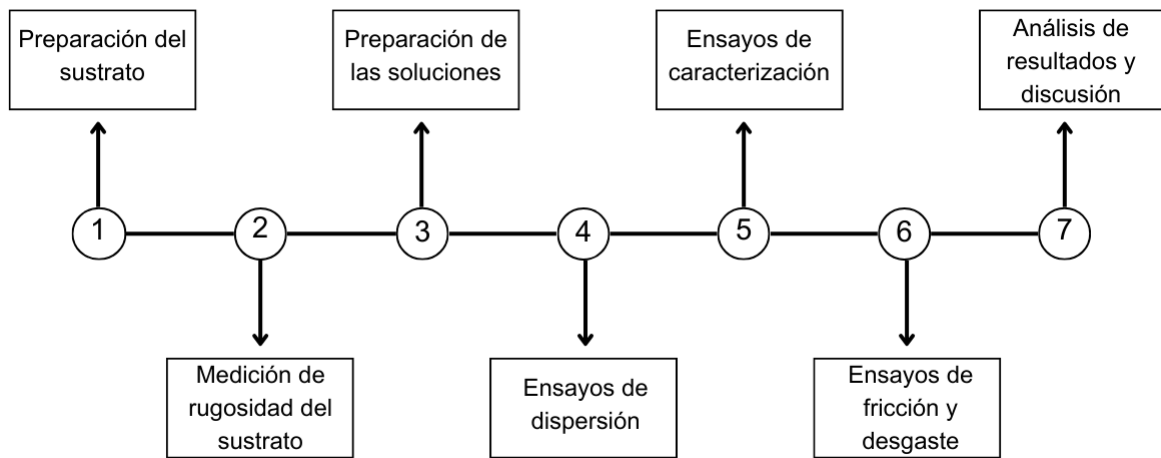 Preparación del
sustrato
Preparación de
las soluciones
Ensayos de
caracterización
Análisis de
resultados y
discusión
1
2
3
4
5
6
7
Medición de
rugosidad del
sustrato
Ensayos de
dispersión
Ensayos de
fricción y
desgaste